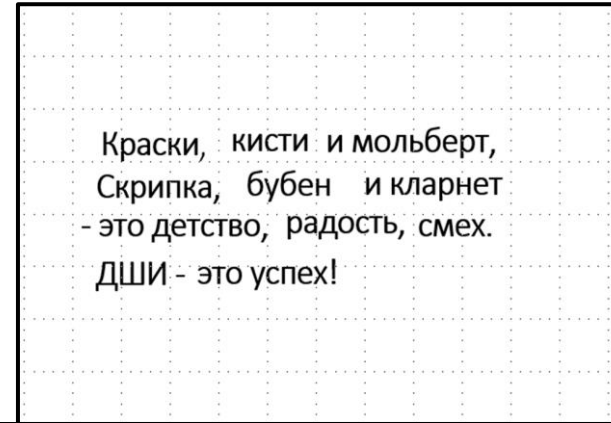 Краски, кисти и мольберт,
Скрипка, бубен и кларнет
- это детство, радость, смех.
ДШИ - это успех!